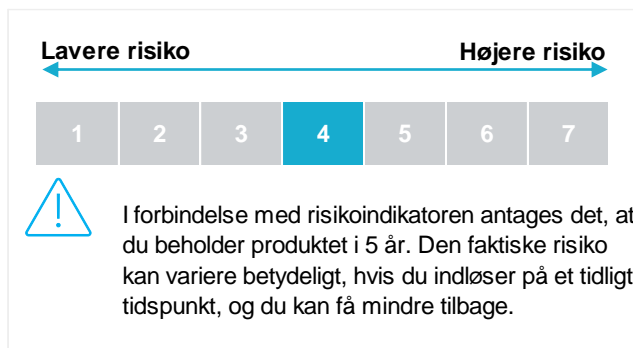 Lavere risiko Højere risiko
1 2 3 4 5 6 7
I forbindelse med risikoindikatoren antages det, at
du beholder produktet i 5 år. Den faktiske risiko
kan variere betydeligt, hvis du indløser på et tidligt
tidspunkt, og du kan få mindre tilbage.